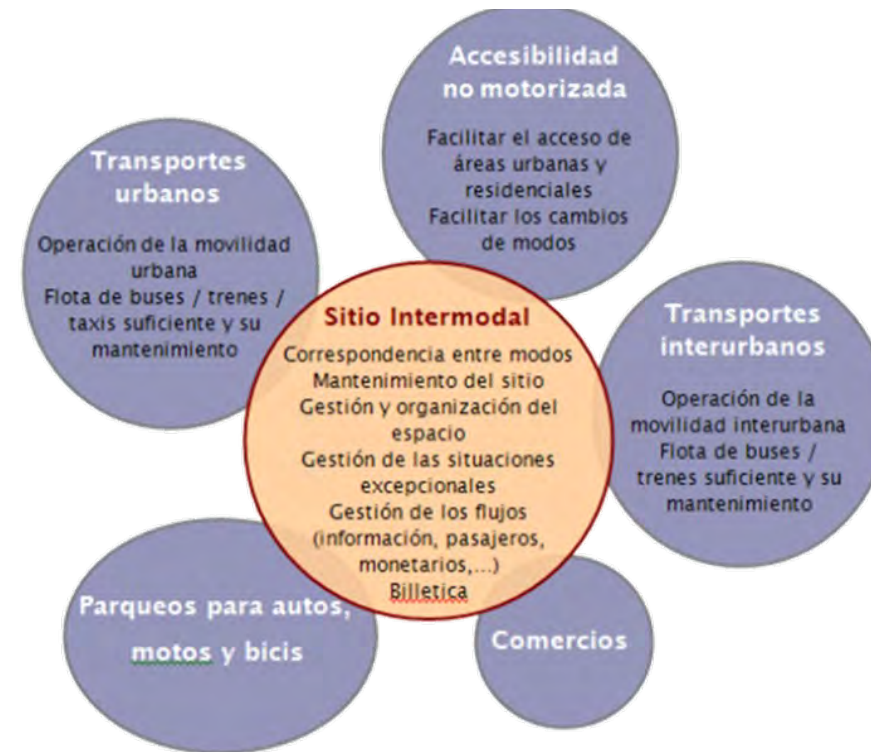 Accesibilidad
no motorizada
Facilitar el acceso de
áreas urbanas y
residenciales
Facilitar los cambios
de modos
Transportes
urbanos
Operación de la movilidad
urbana
Flota de buses / trenes /
taxis suficiente y su
mantenimiento
Sitio Intermodal
Correspondencia entre modos
Mantenimiento del sitio
Gestión y organización del
espacio
Gestión de las situaciones
excepcionales
Gestión de los flujos
(información, pasajeros,
monetarios,...)
Billetica
Transportes
interurbanos
Operación de la
movilidad interurbana
Flota de buses /
trenes suficiente y su
mantenimiento
Parqueos para autos,
motos y bicis
Comercios